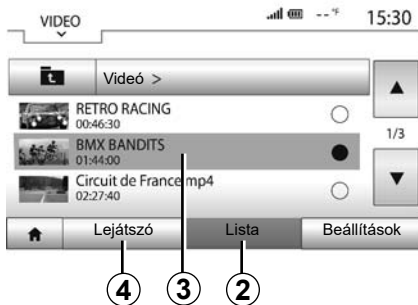 VIDEO
--°F
15:30
Videó >
RETRO RACING
00:46:30
1/3
BMX BANDITS
01:44:00
Circuit de France.mp4
02:27:40
Lejátszó
Lista
Beállítások
4
3
2